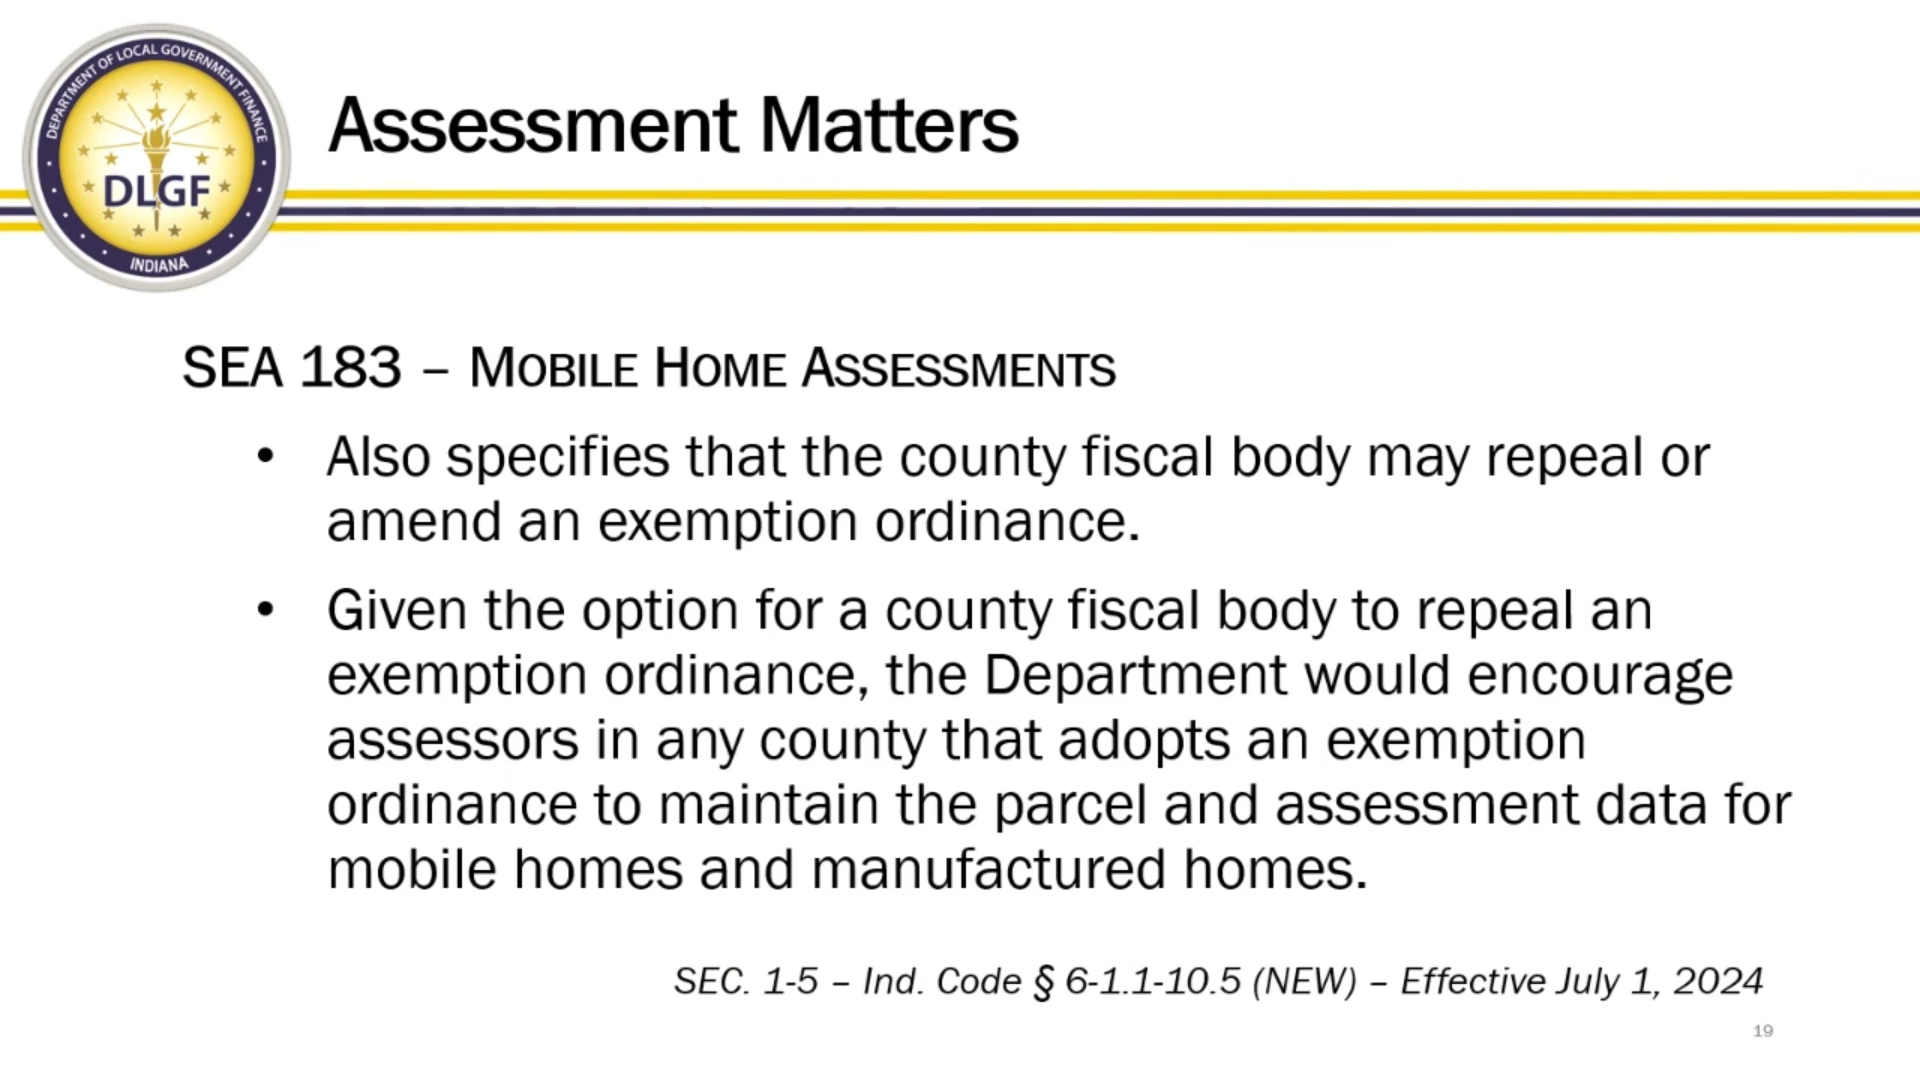 DEPARTMENT OF LOCAL GOVERNMENT FINANCE
DLGF
INDIANA
Assessment Matters
SEA 183 – MOBILE HOME ASSESSMENTS
• Also specifies that the county fiscal body may repeal or
amend an exemption ordinance.
• Given the option for a county fiscal body to repeal an
exemption ordinance, the Department would encourage
assessors in any county that adopts an exemption
ordinance to maintain the parcel and assessment data for
mobile homes and manufactured homes.
SEC. 1-5 – Ind. Code § 6-1.1-10.5 (NEW) – Effective July 1, 2024
19